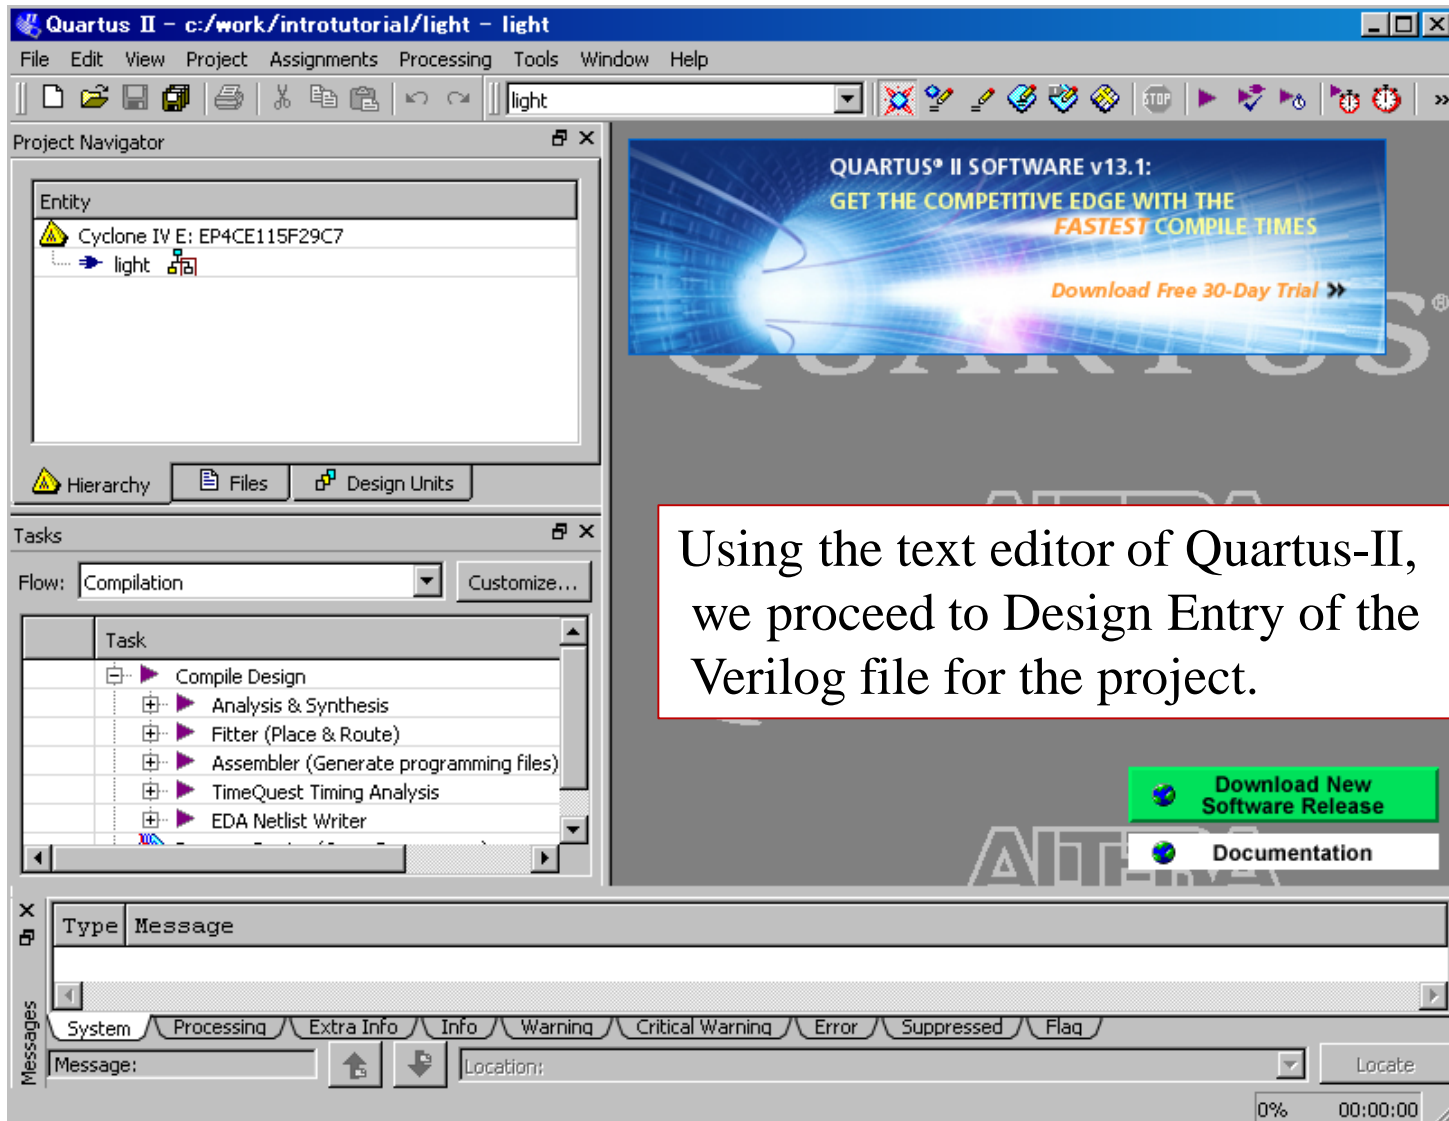 Quartus II - c:/work/introtutorial/light - light
File Edit View Project Assignments Processing Tools Window Help
light
STOP
»
Project Navigator
Entity
Cyclone IV E: EP4CE115F29C7
light
Hierarchy Files Design Units
QUARTUS® II SOFTWARE v13.1:
GET THE COMPETITIVE EDGE WITH THE
FASTEST COMPILE TIMES
Download Free 30-Day Trial »
QUARTUS®
ALTERA
Tasks
Flow: Compilation Customize...
Task
Compile Design
Analysis & Synthesis
Fitter (Place & Route)
Assembler (Generate programming files)
TimeQuest Timing Analysis
EDA Netlist Writer
Using the text editor of Quartus-II,
we proceed to Design Entry of the
Verilog file for the project.
Download New
Software Release
Documentation
ALTERA
Type Message
Messages
System Processing Extra Info Info Warning Critical Warning Error Suppressed Flag
Message: Location: Locate
0% 00:00:00